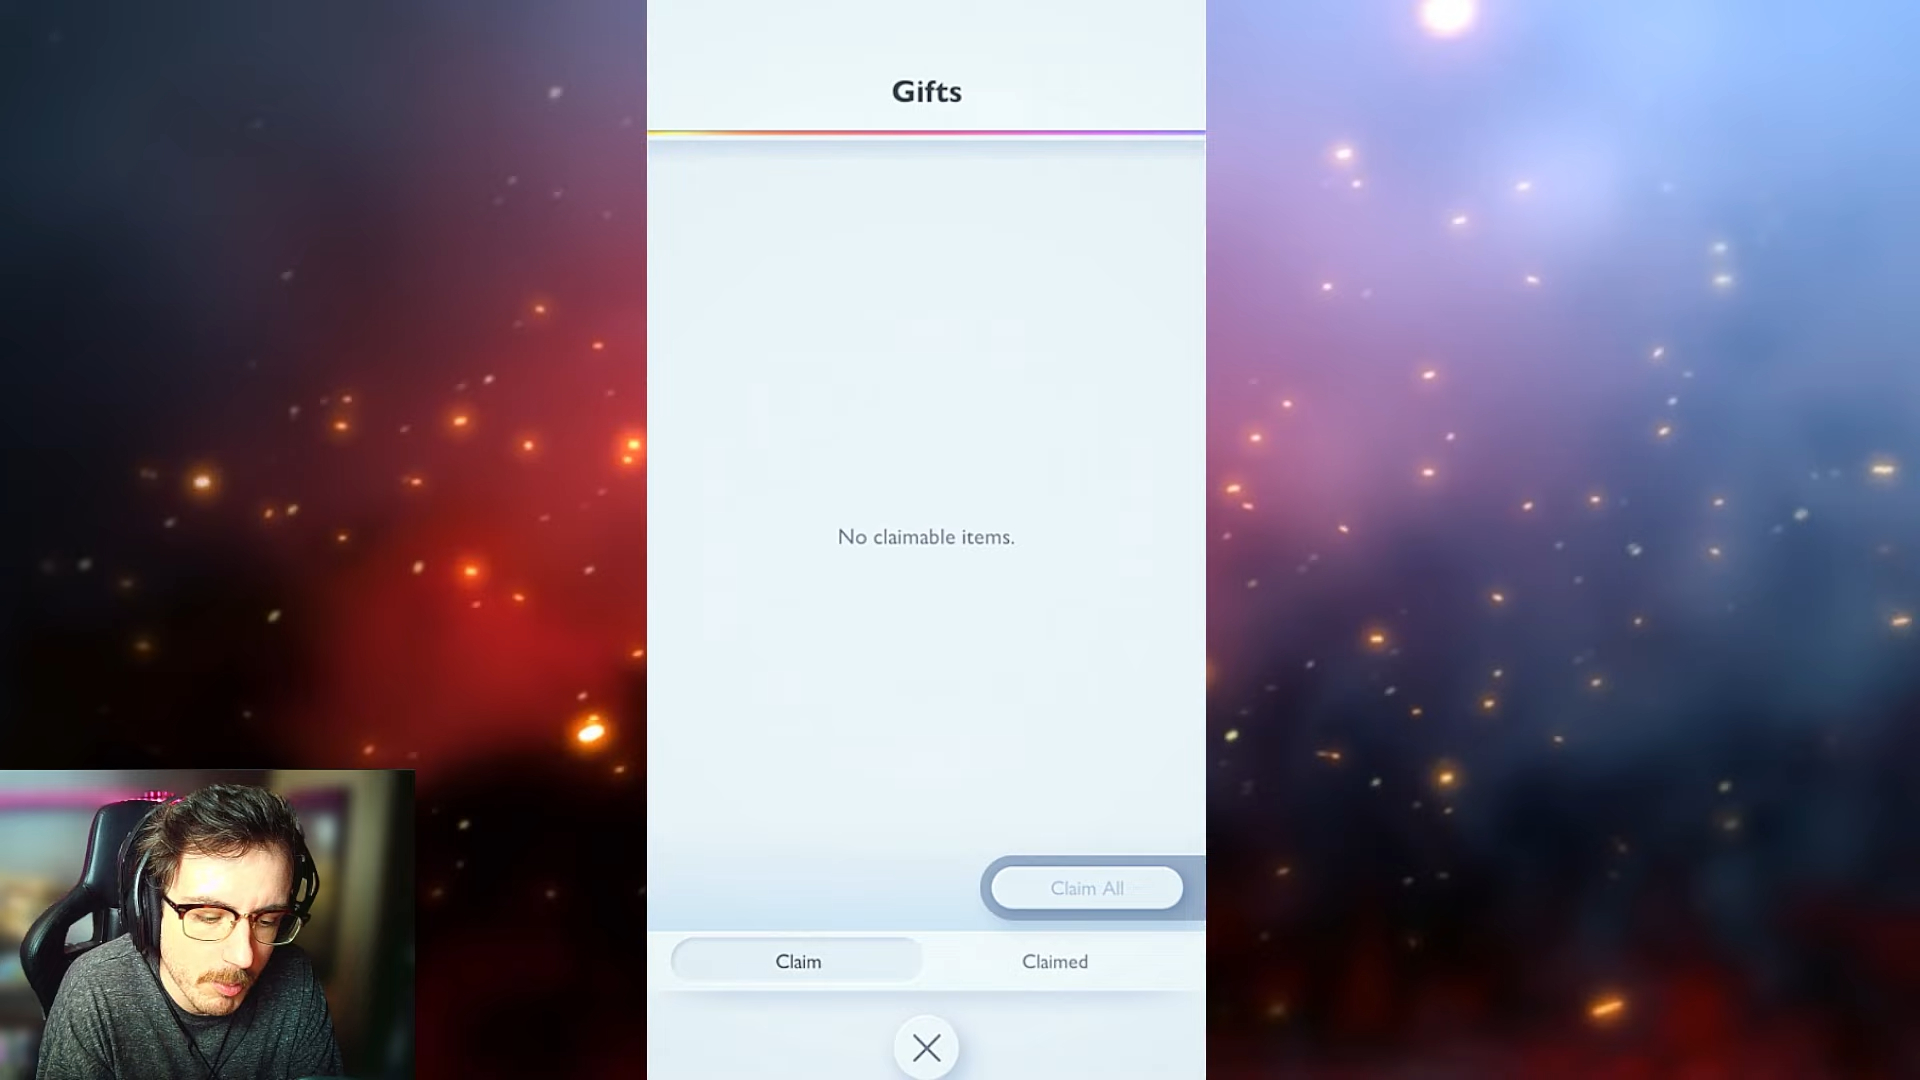 Gifts
No claimable items.
Claim All
Claim
Claimed